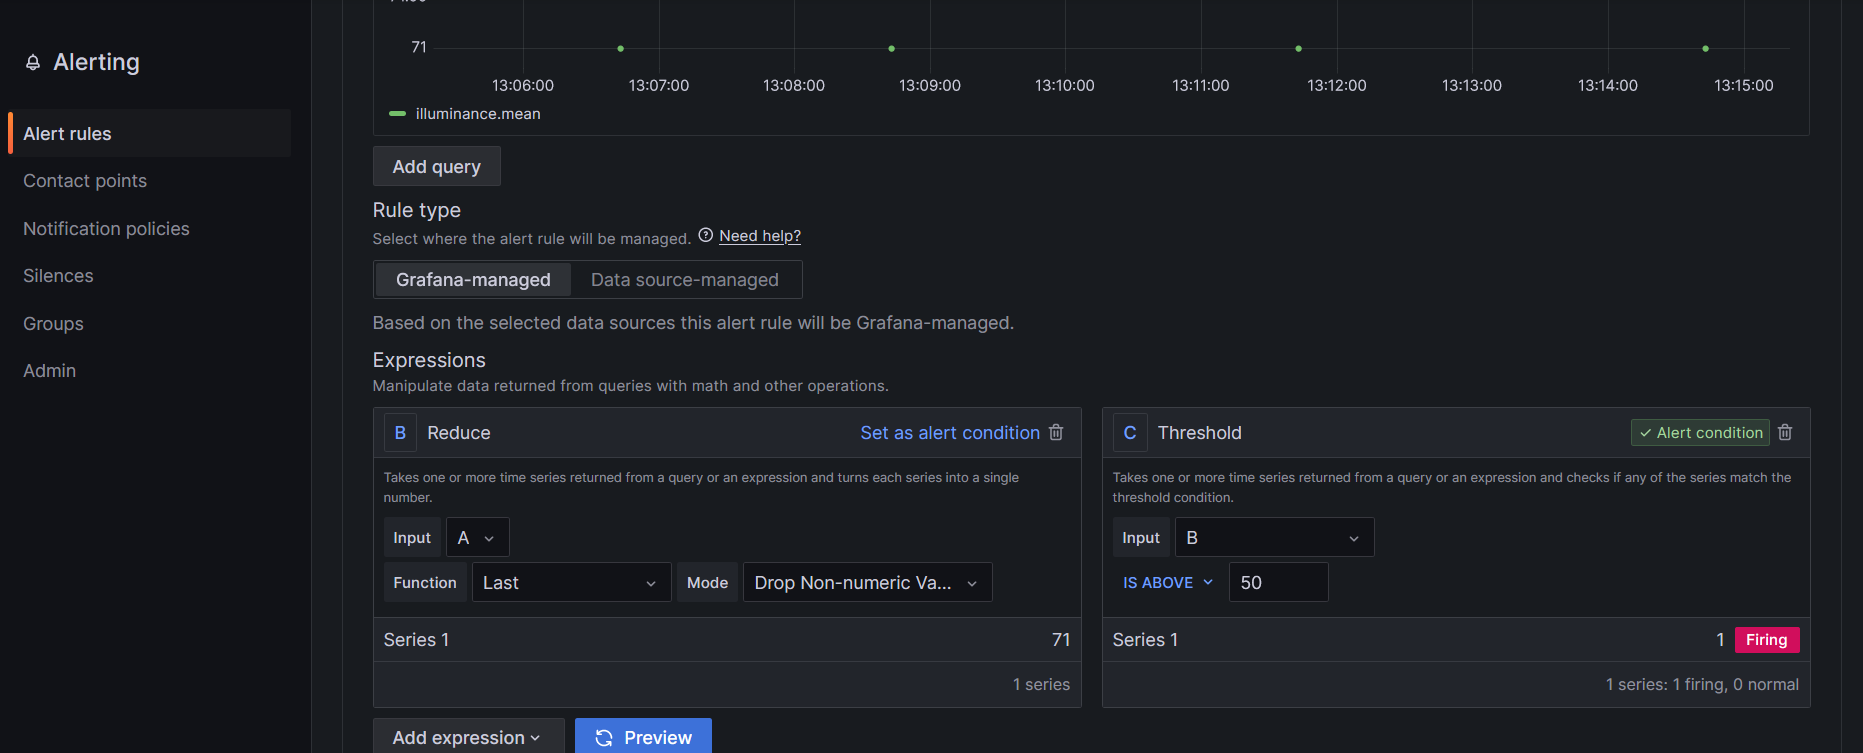 Alerting
Alert rules
Contact points
Notification policies
Silences
Groups
Admin
71
13:06:00 13:07:00 13:08:00 13:09:00 13:10:00 13:11:00 13:12:00 13:13:00 13:14:00 13:15:00
illuminance.mean
Add query
Rule type
Select where the alert rule will be managed. Need help?
Grafana-managed Data source-managed
Based on the selected data sources this alert rule will be Grafana-managed.
Expressions
Manipulate data returned from queries with math and other operations.
B Reduce Set as alert condition
Takes one or more time series returned from a query or an expression and turns each series into a single
number.
Input A
Function Last Mode Drop Non-numeric Va...
Series 1 71
1 series
C Threshold Alert condition
Takes one or more time series returned from a query or an expression and checks if any of the series match the
threshold condition.
Input B
IS ABOVE 50
Series 1 1 Firing
1 series: 1 firing, 0 normal
Add expression Preview